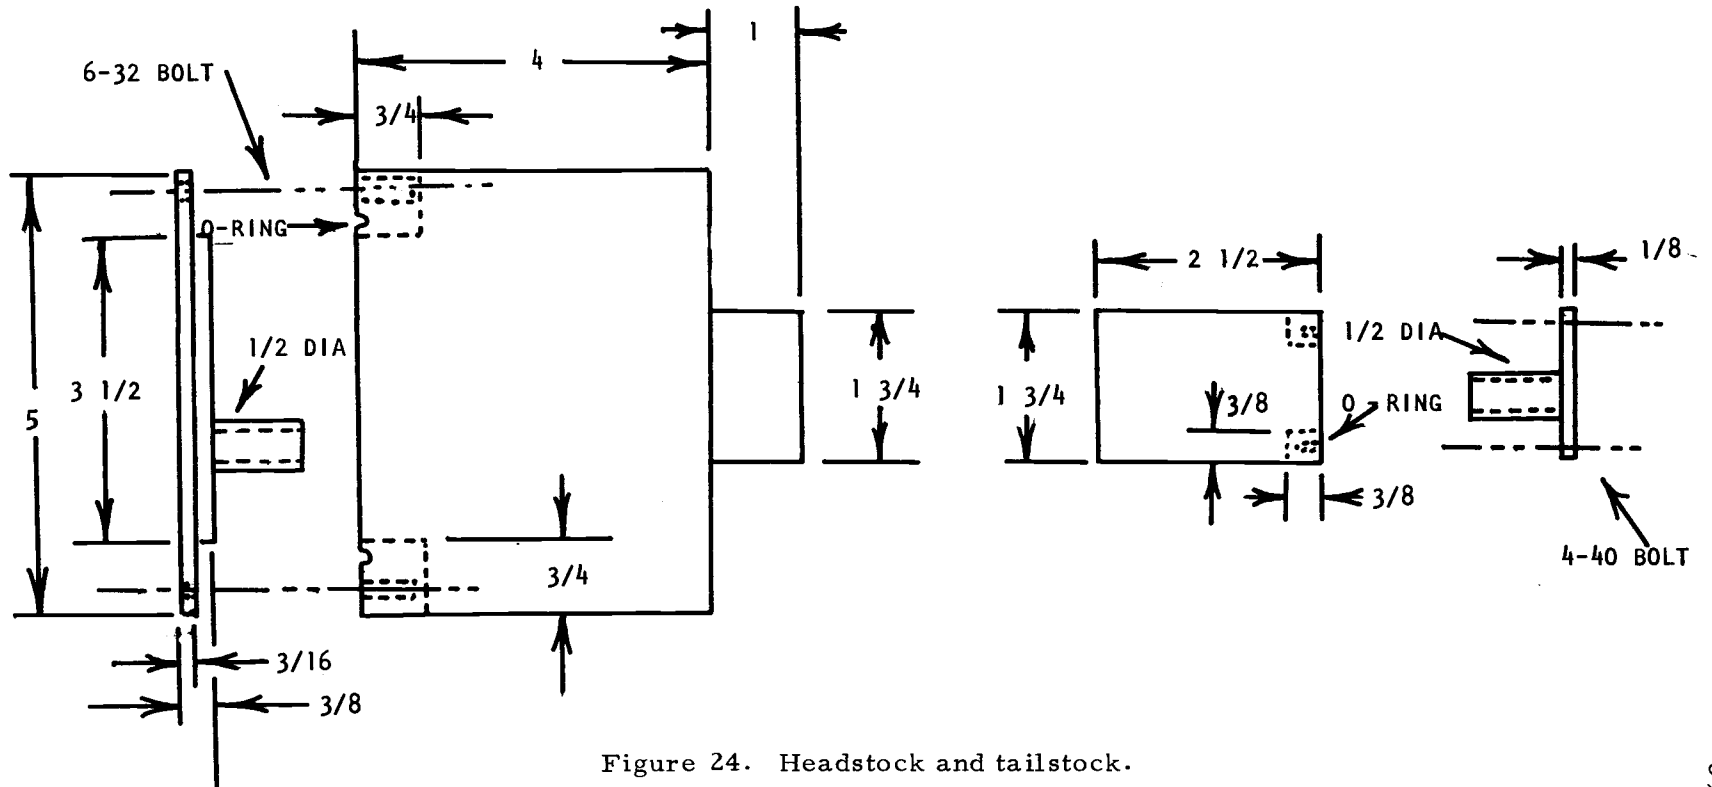 1
4
6-32 BOLT
3/4
O-RING
2 1/2
1/8
1/2 DIA
1/2 DIA
3 1/2
5
1 3/4
1 3/4
3/8
O - RING
3/8
4-40 BOLT
3/4
3/16
3/8
Figure 24. Headstock and tailstock.